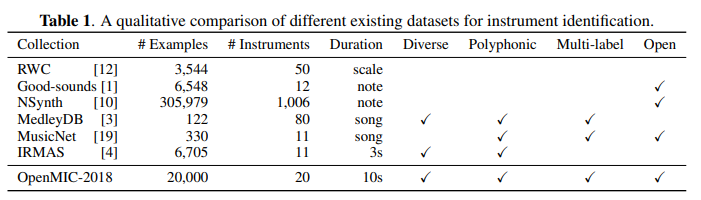 Table 1. A qualitative comparison of different existing datasets for instrument identification.
Collection # Examples # Instruments Duration Diverse Polyphonic Multi-label Open
RWC [12] 3,544 50 scale
Good-sounds [1] 6,548 12 note ✓
NSynth [10] 305,979 1,006 note ✓
MedleyDB [3] 122 80 song ✓ ✓ ✓
MusicNet [19] 330 11 song ✓ ✓ ✓
IRMAS [4] 6,705 11 3s ✓ ✓
OpenMIC-2018 20,000 20 10s ✓ ✓ ✓ ✓